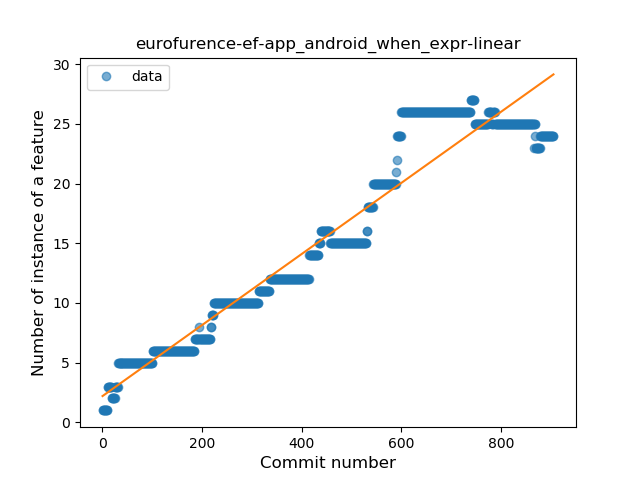 eurofurence-ef-app_android_when_expr-linear
data
Number of instance of a feature
30
25
20
15
10
5
0
0 200 400 600 800
Commit number